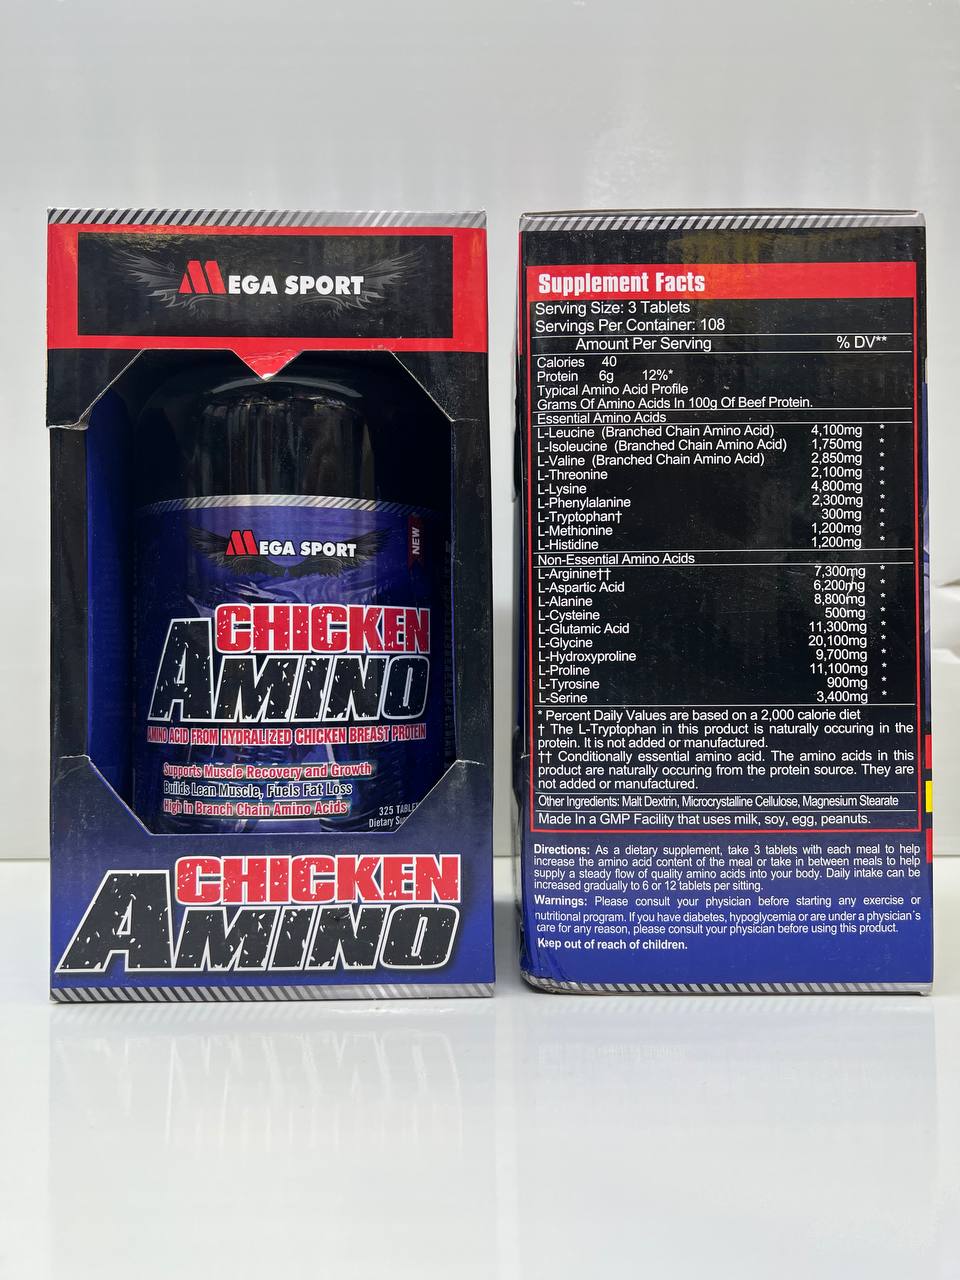 MEGA SPORT
MEGA SPORT
NEW
CHICKEN
AMINO
AMINO ACID FROM HYDRALIZED CHICKEN BREAST PROTEIN
Supports Muscle Recovery and Growth
Builds Lean Muscle, Fuels Fat Loss
High in Branch Chain Amino Acids
325
Dietary
CHICKEN
AMINO
Supplement Facts
Serving Size: 3 Tablets
Servings Per Container: 108
Amount Per Serving % DV**
Calories 40
Protein 6g 12%*
Typical Amino Acid Profile
Grams Of Amino Acids In 100g Of Beef Protein.
Essential Amino Acids
L-Leucine (Branched Chain Amino Acid) 4,100mg *
L-Isoleucine (Branched Chain Amino Acid) 1,750mg *
L-Valine (Branched Chain Amino Acid) 2,850mg *
L-Threonine 2,100mg *
L-Lysine 4,800mg *
L-Phenylalanine 2,300mg *
L-Tryptophan† 300mg *
L-Methionine 1,200mg *
L-Histidine 1,200mg *
Non-Essential Amino Acids
L-Arginine†† 7,300mg *
L-Aspartic Acid 6,200mg *
L-Alanine 8,800mg *
L-Cysteine 500mg *
L-Glutamic Acid 11,300mg *
L-Glycine 20,100mg *
L-Hydroxyproline 9,700mg *
L-Proline 11,100mg *
L-Tyrosine 900mg *
L-Serine 3,400mg *
* Percent Daily Values are based on a 2,000 calorie diet
† The L-Tryptophan in this product is naturally occuring in the
protein. It is not added or manufactured.
†† Conditionally essential amino acid. The amino acids in this
product are naturally occuring from the protein source. They are
not added or manufactured.
Other Ingredients: Malt Dextrin, Microcrystalline Cellulose, Magnesium Stearate
Made In a GMP Facility that uses milk, soy, egg, peanuts.
Directions: As a dietary supplement, take 3 tablets with each meal to help
increase the amino acid content of the meal or take in between meals to help
supply a steady flow of quality amino acids into your body. Daily intake can be
increased gradually to 6 or 12 tablets per sitting.
Warnings: Please consult your physician before starting any exercise or
nutritional program. If you have diabetes, hypoglycemia or are under a physician´s
care for any reason, please consult your physician before using this product.
Keep out of reach of children.